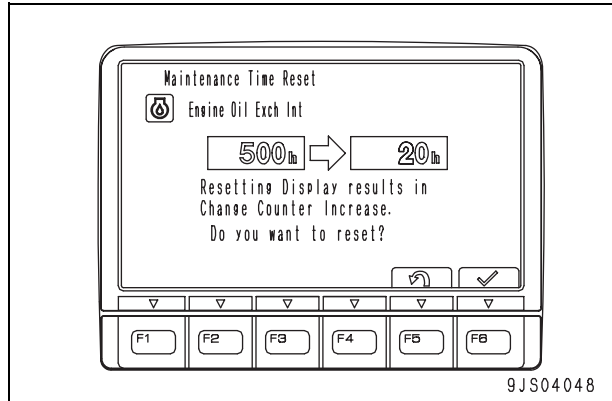 Maintenance Time Reset
Engine Oil Exch Int
500h 20h
Resetting Display results in
Change Counter Increase.
Do you want to reset?
F1 F2 F3 F4 F5 F6
9JS04048